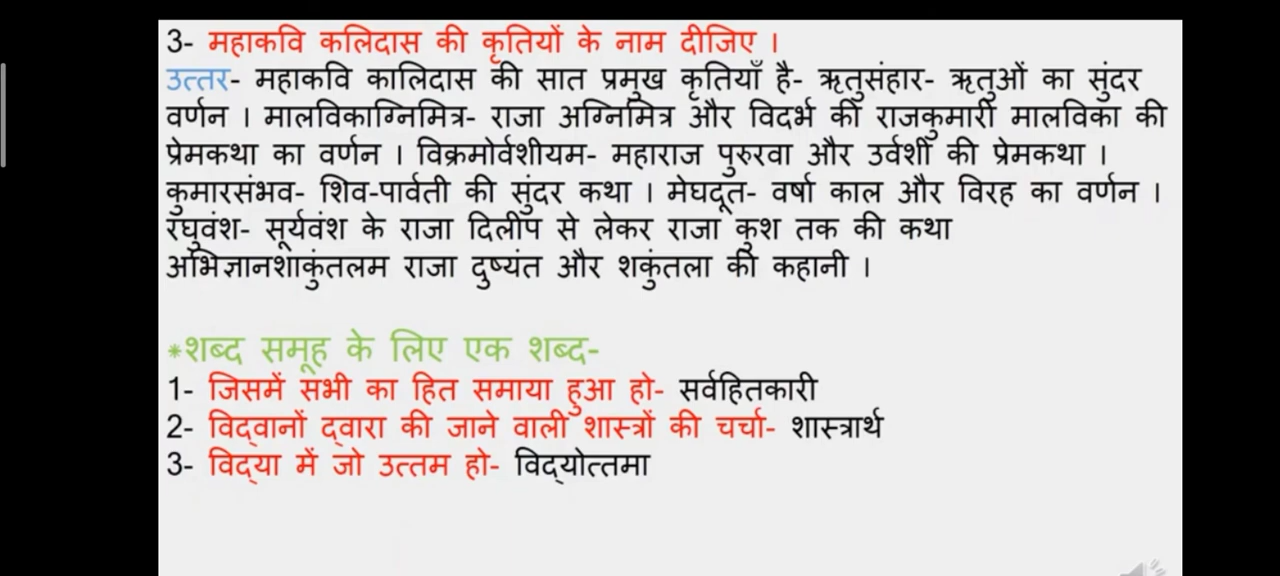 3- महाकवि कलिदास की कृतियों के नाम दीजिए ।
उत्तर- महाकवि कालिदास की सात प्रमुख कृतियाँ है- ऋतुसंहार- ऋतुओं का सुंदर
वर्णन । मालविकाग्निमित्र- राजा अग्निमित्र और विदर्भ की राजकुमारी मालविका की
प्रेमकथा का वर्णन । विक्रमोर्वशीयम- महाराज पुरुरवा और उर्वशी की प्रेमकथा ।
कुमारसंभव- शिव-पार्वती की सुंदर कथा । मेघदूत- वर्षा काल और विरह का वर्णन ।
रघुवंश- सूर्यवंश के राजा दिलीप से लेकर राजा कुश तक की कथा
अभिज्ञानशाकुंतलम राजा दुष्यंत और शकुंतला की कहानी ।
*शब्द समूह के लिए एक शब्द-
1- जिसमें सभी का हित समाया हुआ हो- सर्वहितकारी
2- विद्वानों द्वारा की जाने वाली शास्त्रों की चर्चा- शास्त्रार्थ
3- विद्या में जो उत्तम हो- विद्योत्तमा